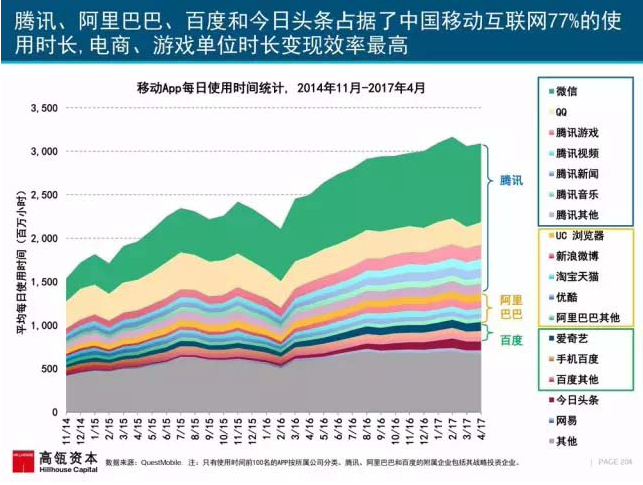 腾讯、阿里巴巴、百度和今日头条占据了中国移动互联网77%的使
用时长,电商、游戏单位时长变现效率最高
移动App每日使用时间统计, 2014年11月-2017年4月
平均每日使用时间(百万小时)
3,500
3,000
2,500
2,000
1,500
1,000
500
0
11/14
12/14
1/15
2/15
3/15
4/15
5/15
6/15
7/15
8/15
9/15
10/15
11/15
12/15
1/16
2/16
3/16
4/16
5/16
6/16
7/16
8/16
9/16
10/16
11/16
12/16
1/17
2/17
3/17
4/17
腾讯
阿里
巴巴
百度
微信
QQ
腾讯游戏
腾讯视频
腾讯新闻
腾讯音乐
腾讯其他
UC 浏览器
新浪微博
淘宝天猫
优酷
阿里巴巴其他
爱奇艺
手机百度
百度其他
今日头条
网易
其他
HILLHOUSE
高瓴资本
Hillhouse Capital
数据来源:QuestMobile. 注:只有使用时间前100名的APP按所属公司分类。腾讯、阿里巴巴和百度的附属企业包括其战略投资企业。
| PAGE 204